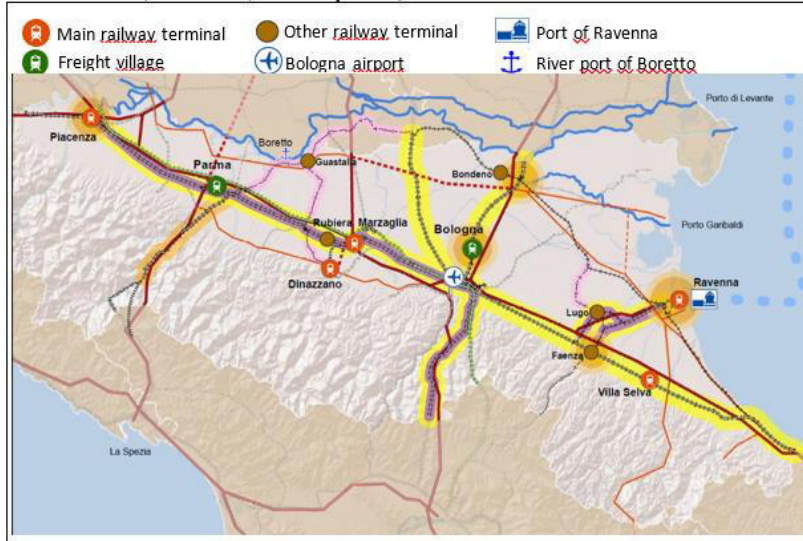 Main railway terminal
Other railway terminal
Port of Ravenna
Freight village
Bologna airport
River port of Boretto
Porto di Levante
Piacenza
Boretto
Guastalla
Parma
Bondeno
Porto Garibaldi
Rubiera
Marzaglia
Bologna
Dinazzano
Ravenna
Lugo
Faenza
Villa Selva
La Spezia